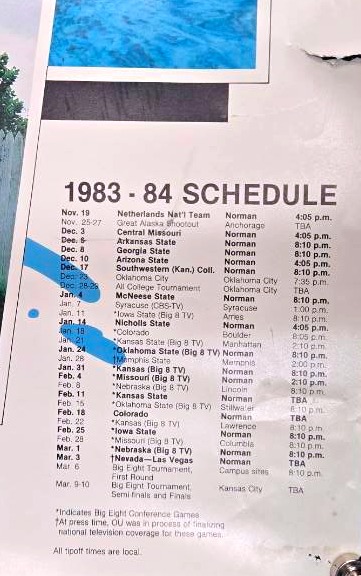 1983 - 84 SCHEDULE
Nov. 19 Netherlands Nat'l Team Norman 4:05 p.m.
Nov. 25-27 Great Alaska Shootout Anchorage TBA
Dec. 3 Central Missouri Norman 4:05 p.m.
Dec. 5 Arkansas State Norman 8:10 p.m.
Dec. 8 Georgia State Norman 8:10 p.m.
Dec. 10 Arizona State Norman 4:05 p.m.
Dec. 17 Southwestern (Kan.) Coll. Norman 8:10 p.m.
Dec. Oklahoma City Oklahoma City 7:35 p.m.
Dec. 28-29 All College Tournament Oklahoma City TBA
Jan. 4 McNeese State Norman 8:10 p.m.
Jan. 7 Syracuse (CBS-TV) Syracuse 1:00 p.m.
Jan. 11 *Iowa State (Big 8 TV) Ames 8:10 p.m.
Jan. 14 Nicholls State Norman 4:05 p.m.
Jan. 18 *Colorado Boulder 8:05 p.m.
Jan. 21 *Kansas State (Big 8 TV) Manhattan 2:10 p.m.
Jan. 24 *Oklahoma State (Big 8 TV) Norman 8:10 p.m.
Jan. 28 †Memphis State Memphis 2:00 p.m.
Jan. 31 *Kansas (Big 8 TV) Norman 8:10 p.m.
Feb. 4 *Missouri (Big 8 TV) Norman 2:10 p.m.
Feb. 8 *Nebraska (Big 8 TV) Lincoln 8:10 p.m.
Feb. 11 *Kansas State Norman TBA
Feb. 15 *Oklahoma State (Big 8 TV) Stillwater 8:10 p.m.
Feb. 18 Colorado Norman TBA
Feb. 22 *Kansas (Big 8 TV) Lawrence 8:10 p.m.
Feb. 25 *Iowa State Norman 8:10 p.m.
Feb. 28 *Missouri (Big 8 TV) Columbia 8:10 p.m.
Mar. 1 *Nebraska (Big 8 TV) Norman 8:10 p.m.
Mar. 3 †Nevada—Las Vegas Norman TBA
Mar. 6 Big Eight Tournament, Campus sites 8:10 p.m.
First Round
Mar. 9-10 Big Eight Tournament, Kansas City TBA
Semi-finals and Finals
*Indicates Big Eight Conference Games
†At press time, OU was in process of finalizing
national television coverage for these games.
All tipoff times are local.